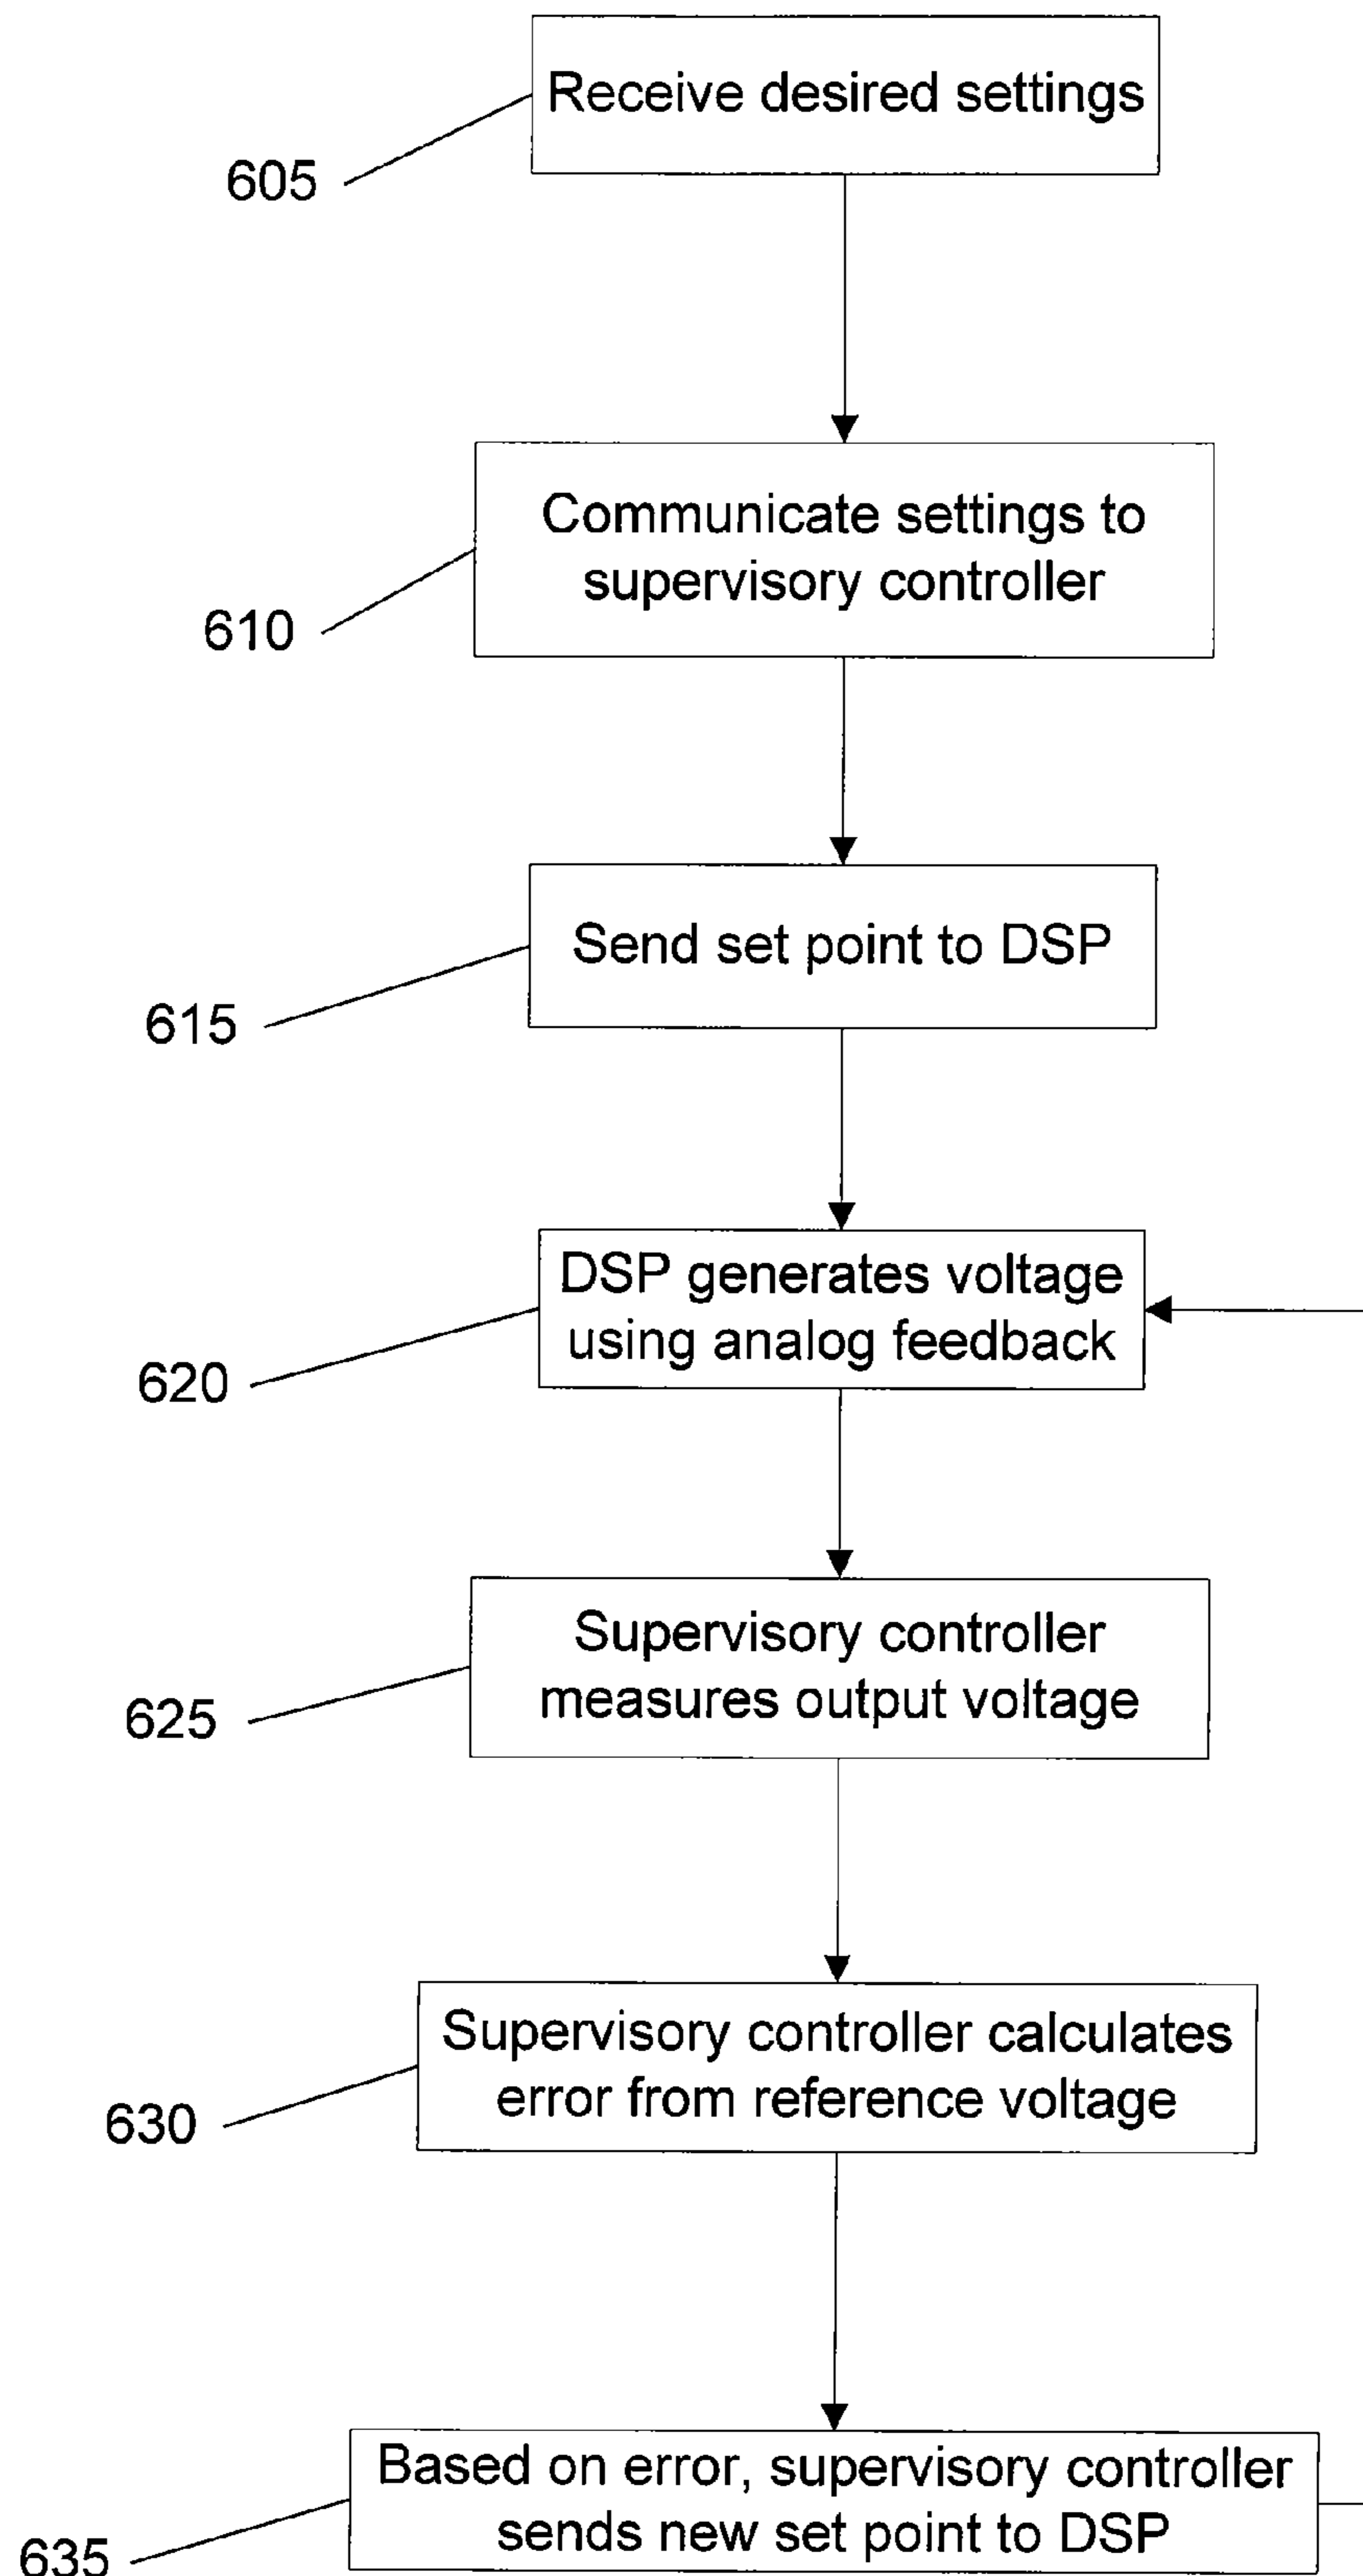 Receive desired settings
605
Communicate settings to
supervisory controller
610
Send set point to DSP
615
DSP generates voltage
using analog feedback
620
Supervisory controller
measures output voltage
625
Supervisory controller calculates
error from reference voltage
630
Based on error, supervisory controller
sends new set point to DSP
635